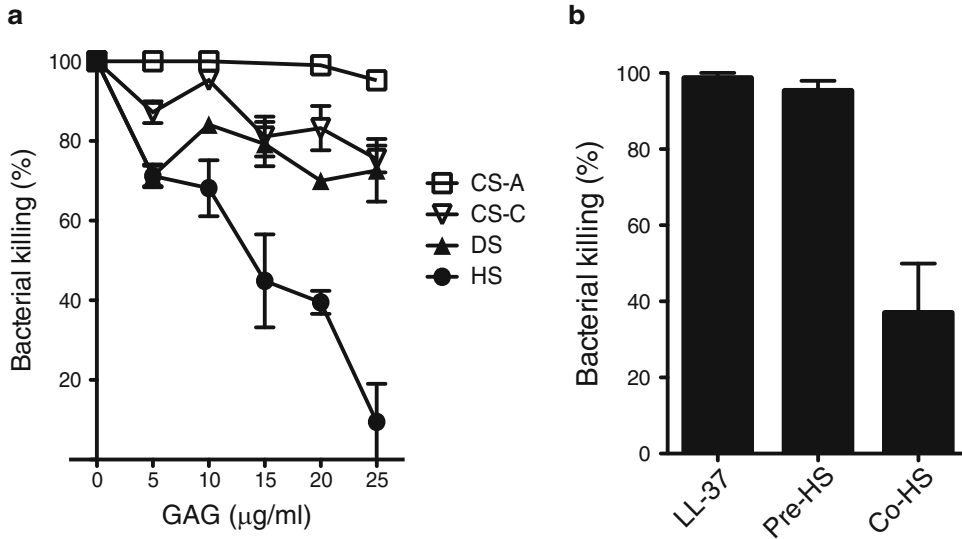 a
Bacterial killing (%)
100
80
60
40
20
0
5
10
15
20
25
GAG (μg/ml)
CS-A
CS-C
DS
HS
b
Bacterial killing (%)
100
80
60
40
20
0
LL-37
Pre-HS
Co-HS